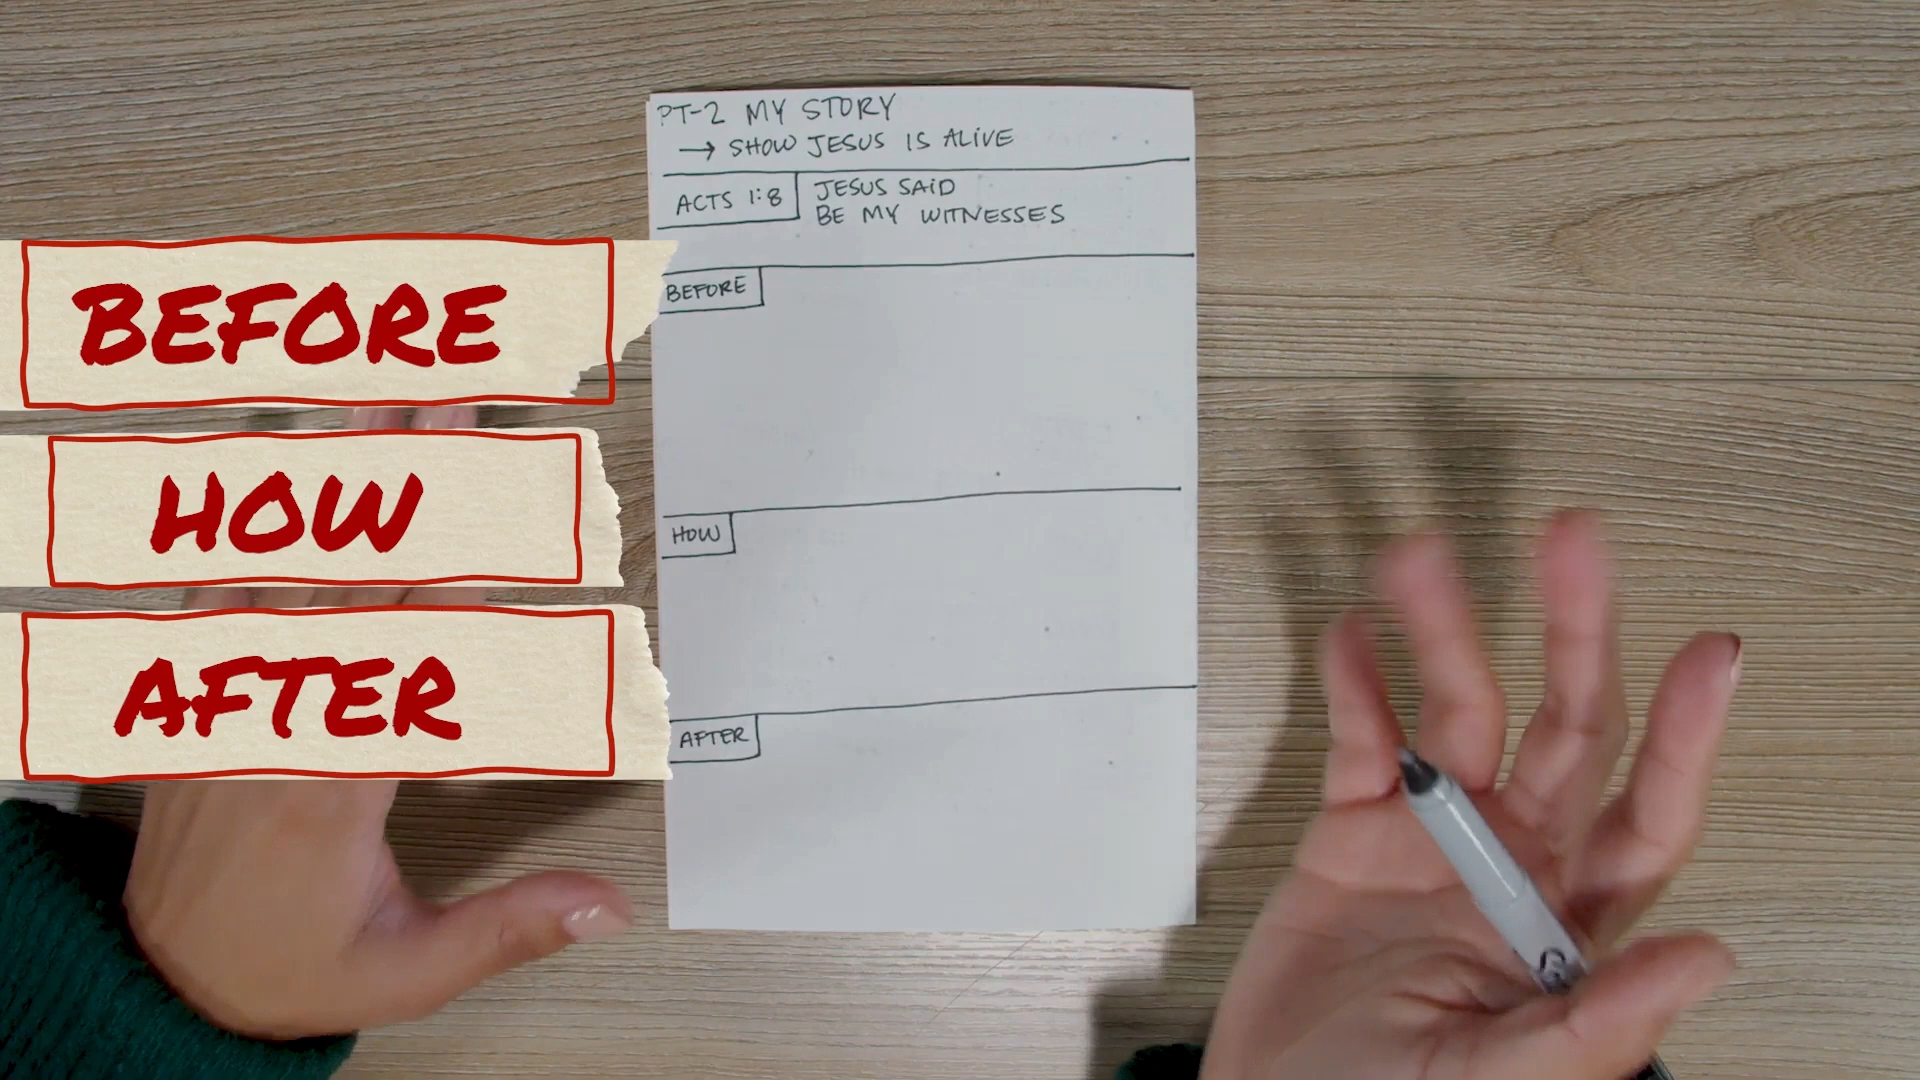 PT-2 MY STORY
→ SHOW JESUS IS ALIVE
ACTS 1:8
JESUS SAID
BE MY WITNESSES
BEFORE
HOW
AFTER
BEFORE
HOW
AFTER